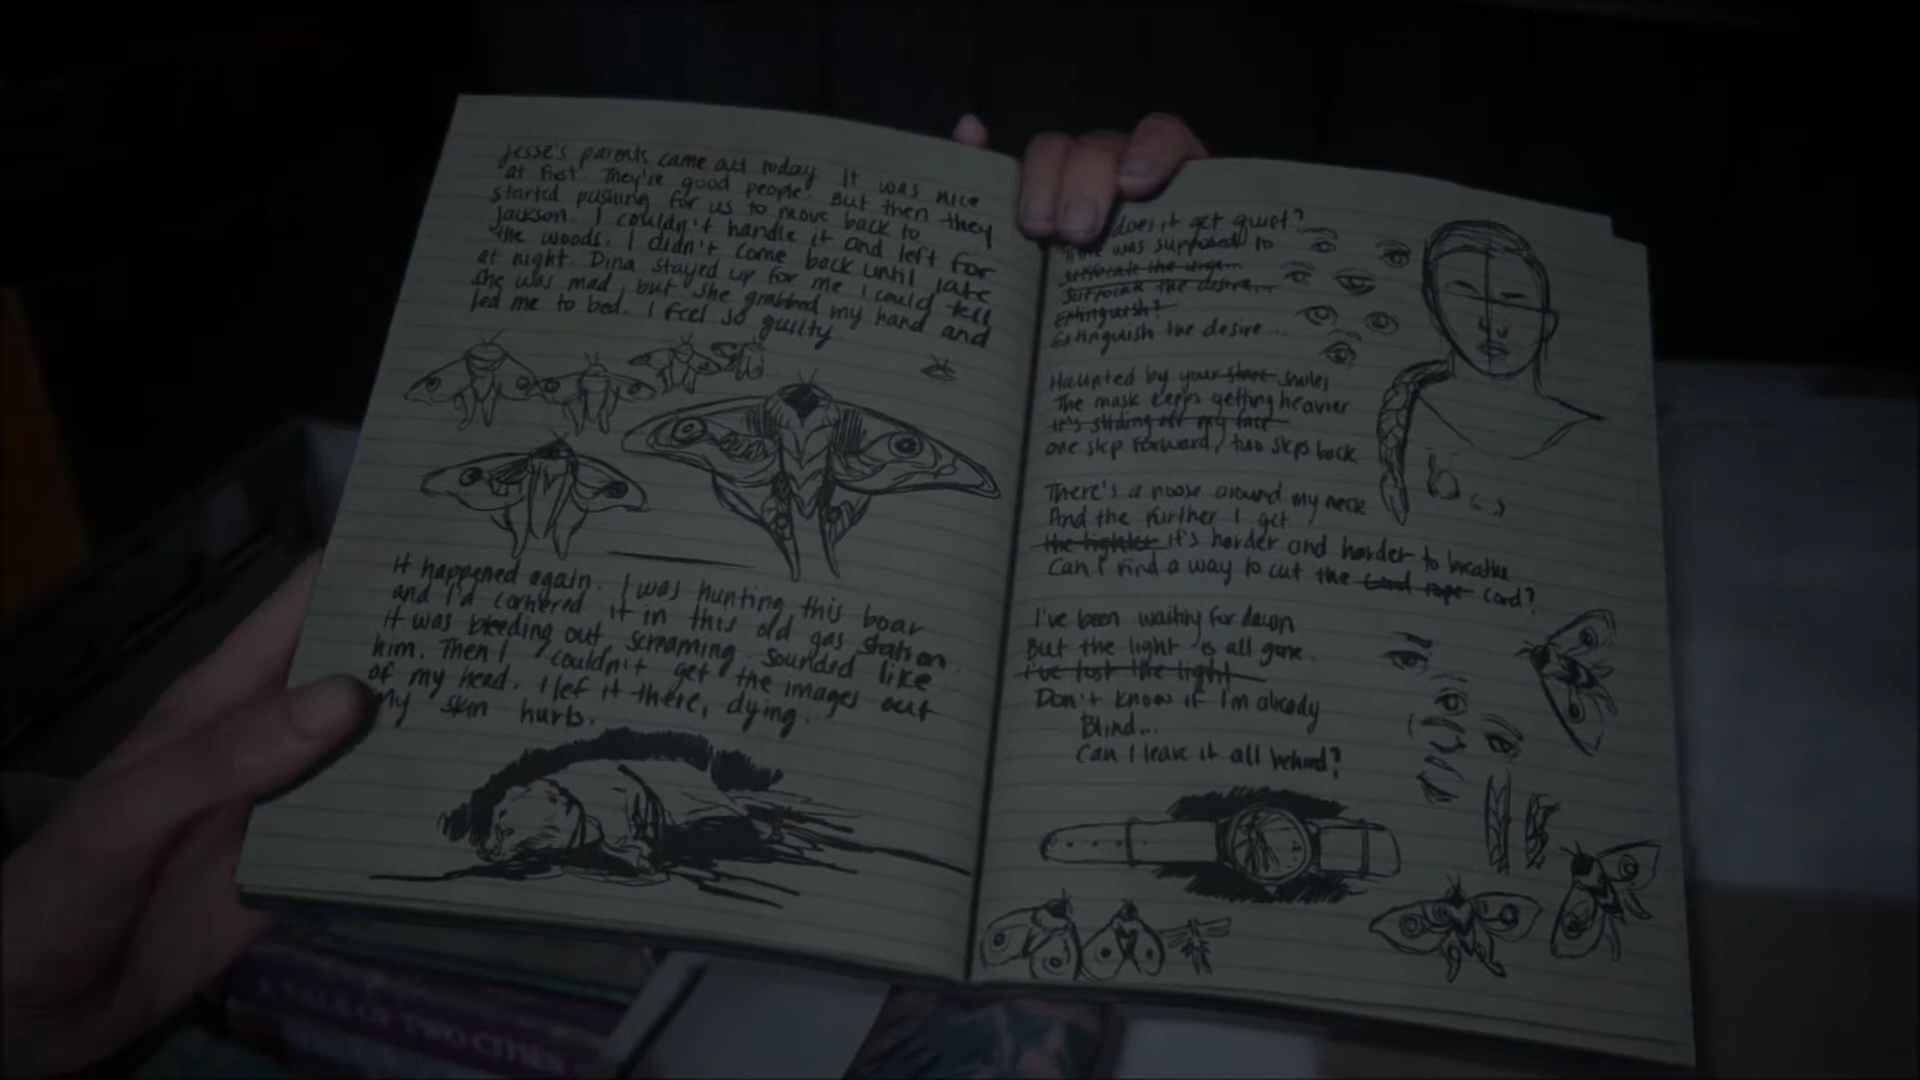 Jesse's parents came out today It was nice
at first. They're good people. But then they
started pushing for us to move back to
Jackson. I couldn't handle it and left for
the woods. I didn't come back until late
at night. Dina stayed up for me I could tell
she was mad, but she grabbed my hand and
led me to bed. I feel so guilty
It happened again. I was hunting this boar
and I'd cornered it in this old gas station.
It was bleeding out screaming. Sounded like
him. Then I couldn't get the images out
of my head. I lef it there, dying.
My skin hurts.
does it get quiet?
Time was supposed to
suffocate the urge...
suffocate the desire...
extinguish?
Extinguish the desire...
Haunted by your stare smiles
The mask keeps getting heavier
It's sliding off my face
one step forward, two steps back
There's a noose around my neck
And the further I get
the lighter it's harder and harder to breathe
Can I find a way to cut the cord rope cord?
I've been waiting for dawn
But the light is all gone
I've lost the light
Don't know if I'm already
Blind...
Can I leave it all behind?
A TALE OF TWO CITIES